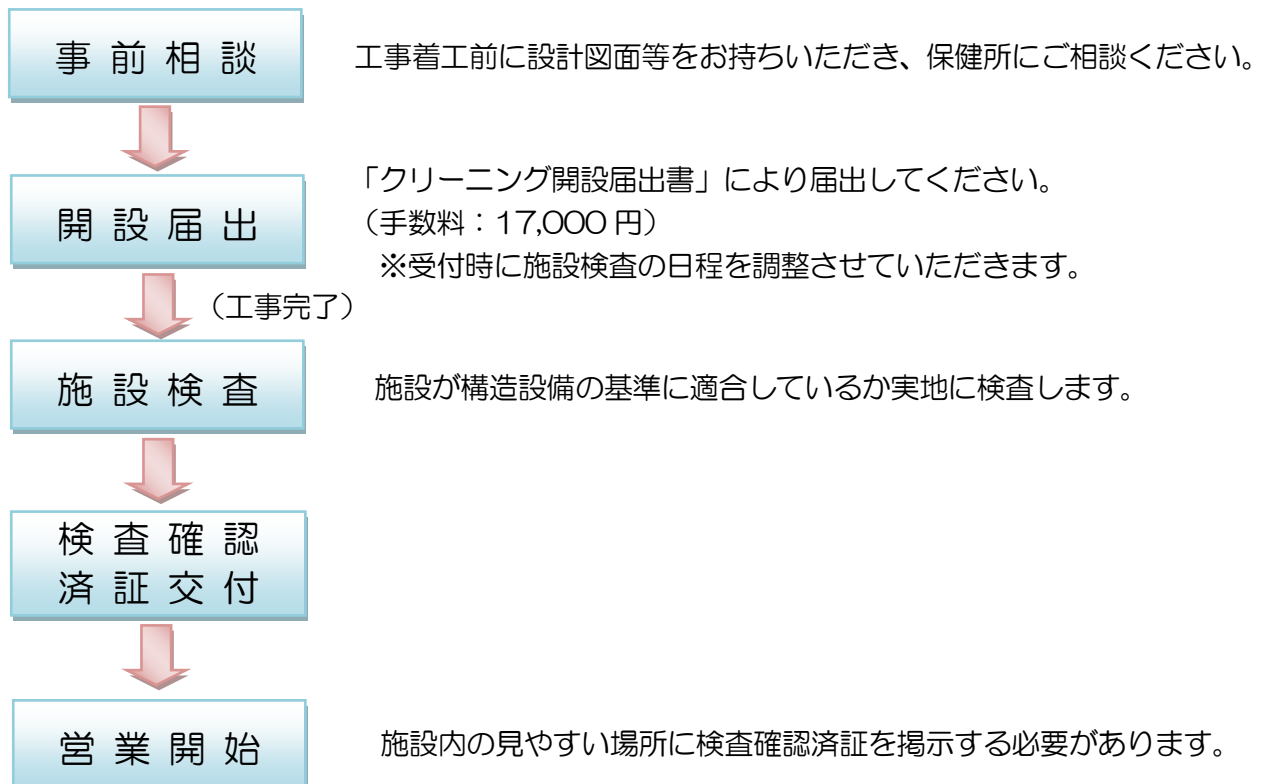 事前相談
工事着工前に設計図面等をお持ちいただき、保健所にご相談ください。
開設届出
「クリーニング開設届出書」により届出してください。
（手数料：17,000円）
※受付時に施設検査の日程を調整させていただきます。
（工事完了）
施設検査
施設が構造設備の基準に適合しているか実地に検査します。
検査確認
済証交付
営業開始
施設内の見やすい場所に検査確認済証を掲示する必要があります。